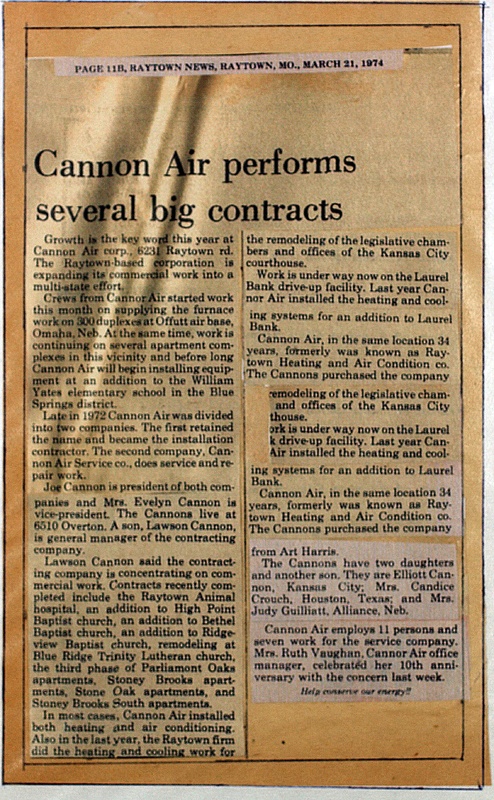 PAGE 11B, RAYTOWN NEWS, RAYTOWN, MO., MARCH 21, 1974
Cannon Air performs
several big contracts
Growth is the key word this year at
Cannon Air corp., 6231 Raytown rd.
The Raytown-based corporation is
expanding its commercial work into a
multi-state effort.
Crews from Cannor Air started work
this month on supplying the furnace
work on 300 duplexes at Offutt air base,
Omaha, Neb. At the same time, work is
continuing on several apartment com-
plexes in this vicinity and before long
Cannon Air will begin installing equip-
ment at an addition to the William
Yates elementary school in the Blue
Springs district.
Late in 1972 Cannon Air was divided
into two companies. The first retained
the name and became the installation
contractor. The second company, Can-
non Air Service co., does service and re-
pair work.
Joe Cannon is president of both com-
panies and Mrs. Evelyn Cannon is
vice-president. The Cannons live at
6510 Overton. A son, Lawson Cannon,
is general manager of the contracting
company.
Lawson Cannon said the contract-
ing company is concentrating on com-
mercial work. Contracts recently com-
pleted include the Raytown Animal
hospital, an addition to High Point
Baptist church, an addition to Bethel
Baptist church, an addition to Ridge-
view Baptist church, remodeling at
Blue Ridge Trinity Lutheran church,
the third phase of Parliament Oaks
apartments, Stoney Brooks apart-
ments, Stone Oak apartments, and
Stoney Brooks South apartments.
In most cases, Cannon Air installed
both heating and air conditioning.
Also in the last year, the Raytown firm
did the heating and cooling work for
the remodeling of the legislative cham-
bers and offices of the Kansas City
courthouse.
Work is under way now on the Laurel
Bank drive-up facility. Last year Can-
nor Air installed the heating and cool-
ing systems for an addition to Laurel
Bank.
Cannon Air, in the same location 34
years, formerly was known as Ray-
town Heating and Air Condition co.
The Cannons purchased the company
remodeling of the legislative cham-
and offices of the Kansas City
thouse.
ork is under way now on the Laurel
k drive-up facility. Last year Can-
Air installed the heating and cool-
ing systems for an addition to Laurel
Bank.
Cannon Air, in the same location 34
years, formerly was known as Ray-
town Heating and Air Condition co.
The Cannons purchased the company
from Art Harris.
The Cannons have two daughters
and another son. They are Elliott Can-
non, Kansas City; Mrs. Candice
Crouch, Houston, Texas; and Mrs.
Judy Guilliatt, Alliance, Neb.
Cannon Air employs 11 persons and
seven work for the service company.
Mrs. Ruth Vaughan, Cannor Air office
manager, celebrated her 10th anni-
versary with the concern last week.
Help conserve our energy!!